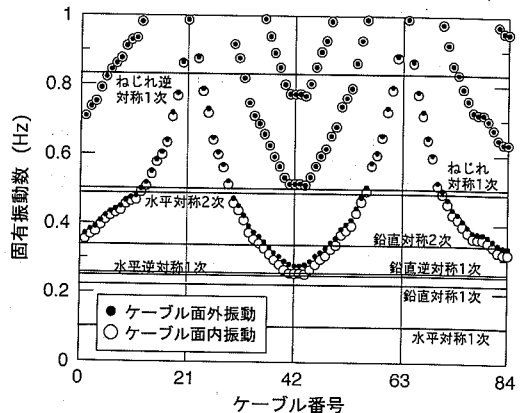 固有振動数 (Hz)
1
0.8
0.6
0.4
0.2
0
ねじれ逆
対称1次
ねじれ
対称1次
水平対称2次
鉛直対称2次
水平逆対称1次
鉛直逆対称1次
鉛直対称1次
水平対称1次
ケーブル面外振動
ケーブル面内振動
0
21
42
63
84
ケーブル番号